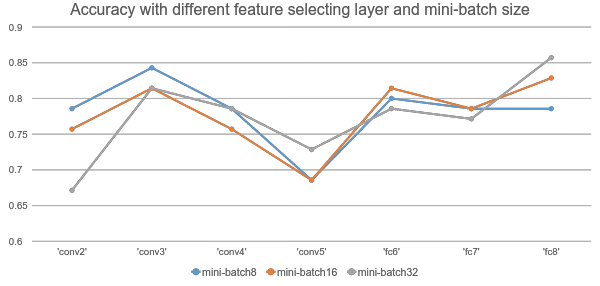 Accuracy with different feature selecting layer and mini-batch size
0.9
0.85
0.8
0.75
0.7
0.65
0.6
'conv2' 'conv3' 'conv4' 'conv5' 'fc6' 'fc7' 'fc8'
mini-batch8 mini-batch16 mini-batch32